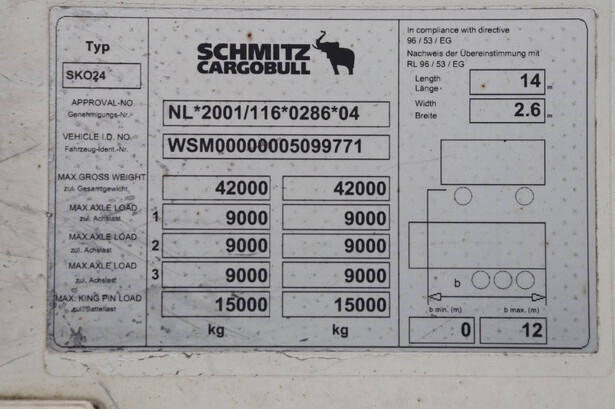 Typ
SKO24
SCHMITZ
CARGOBULL
APPROVAL-NO.
Genehmigungs-Nr.
NL*2001/116*0286*04
VEHICLE I.D. NO.
Fahrzeug-Ident.-Nr.
WSM00000005099771
MAX.GROSS WEIGHT
zul. Gesamtgewicht
42000 42000
MAX.AXLE LOAD
zul. Achslast
1 9000 9000
MAX.AXLE LOAD
zul. Achslast
2 9000 9000
MAX.AXLE LOAD
zul. Achslast
3 9000 9000
MAX. KING PIN LOAD
zul. Sattellast
15000 15000
kg kg
In compliance with directive
96 / 53 / EG
Nachweis der Übereinstimmung mit
RL 96 / 53 / EG
Length
Länge
14 m
Width
Breite
2.6 m
b
b min. (m) b max. (m)
0 12